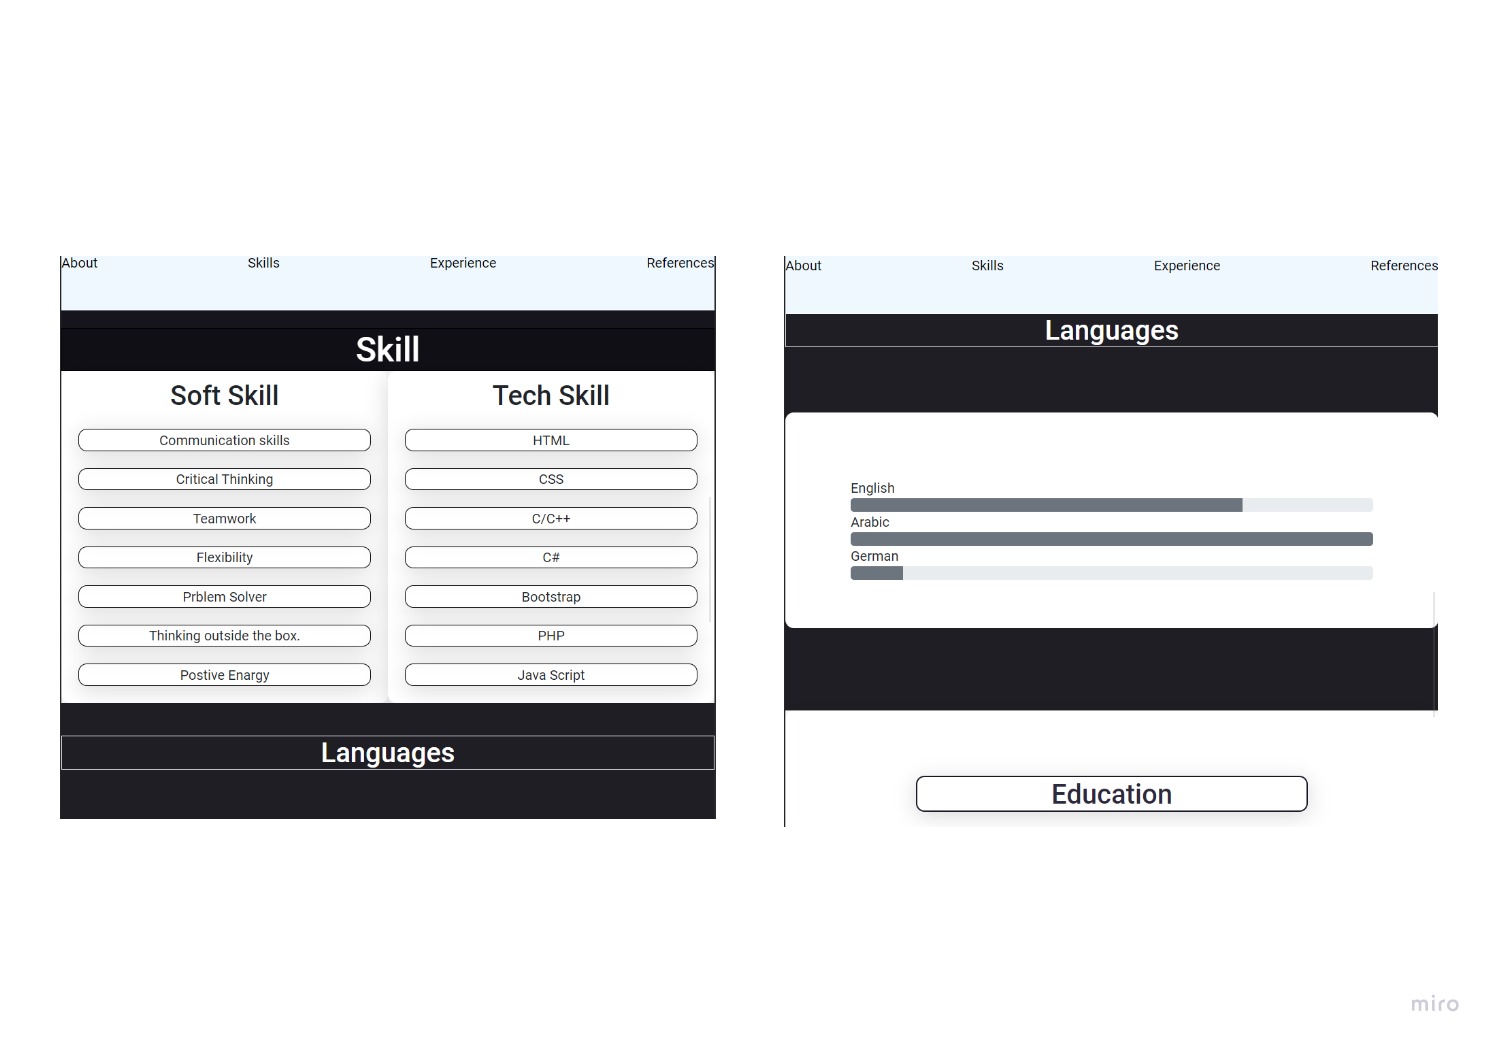 About Skills Experience References
Skill
Soft Skill
Communication skills
Critical Thinking
Teamwork
Flexibility
Prblem Solver
Thinking outside the box.
Postive Enargy
Tech Skill
HTML
CSS
C/C++
C#
Bootstrap
PHP
Java Script
Languages
About Skills Experience References
Languages
English
Arabic
German
Education
miro